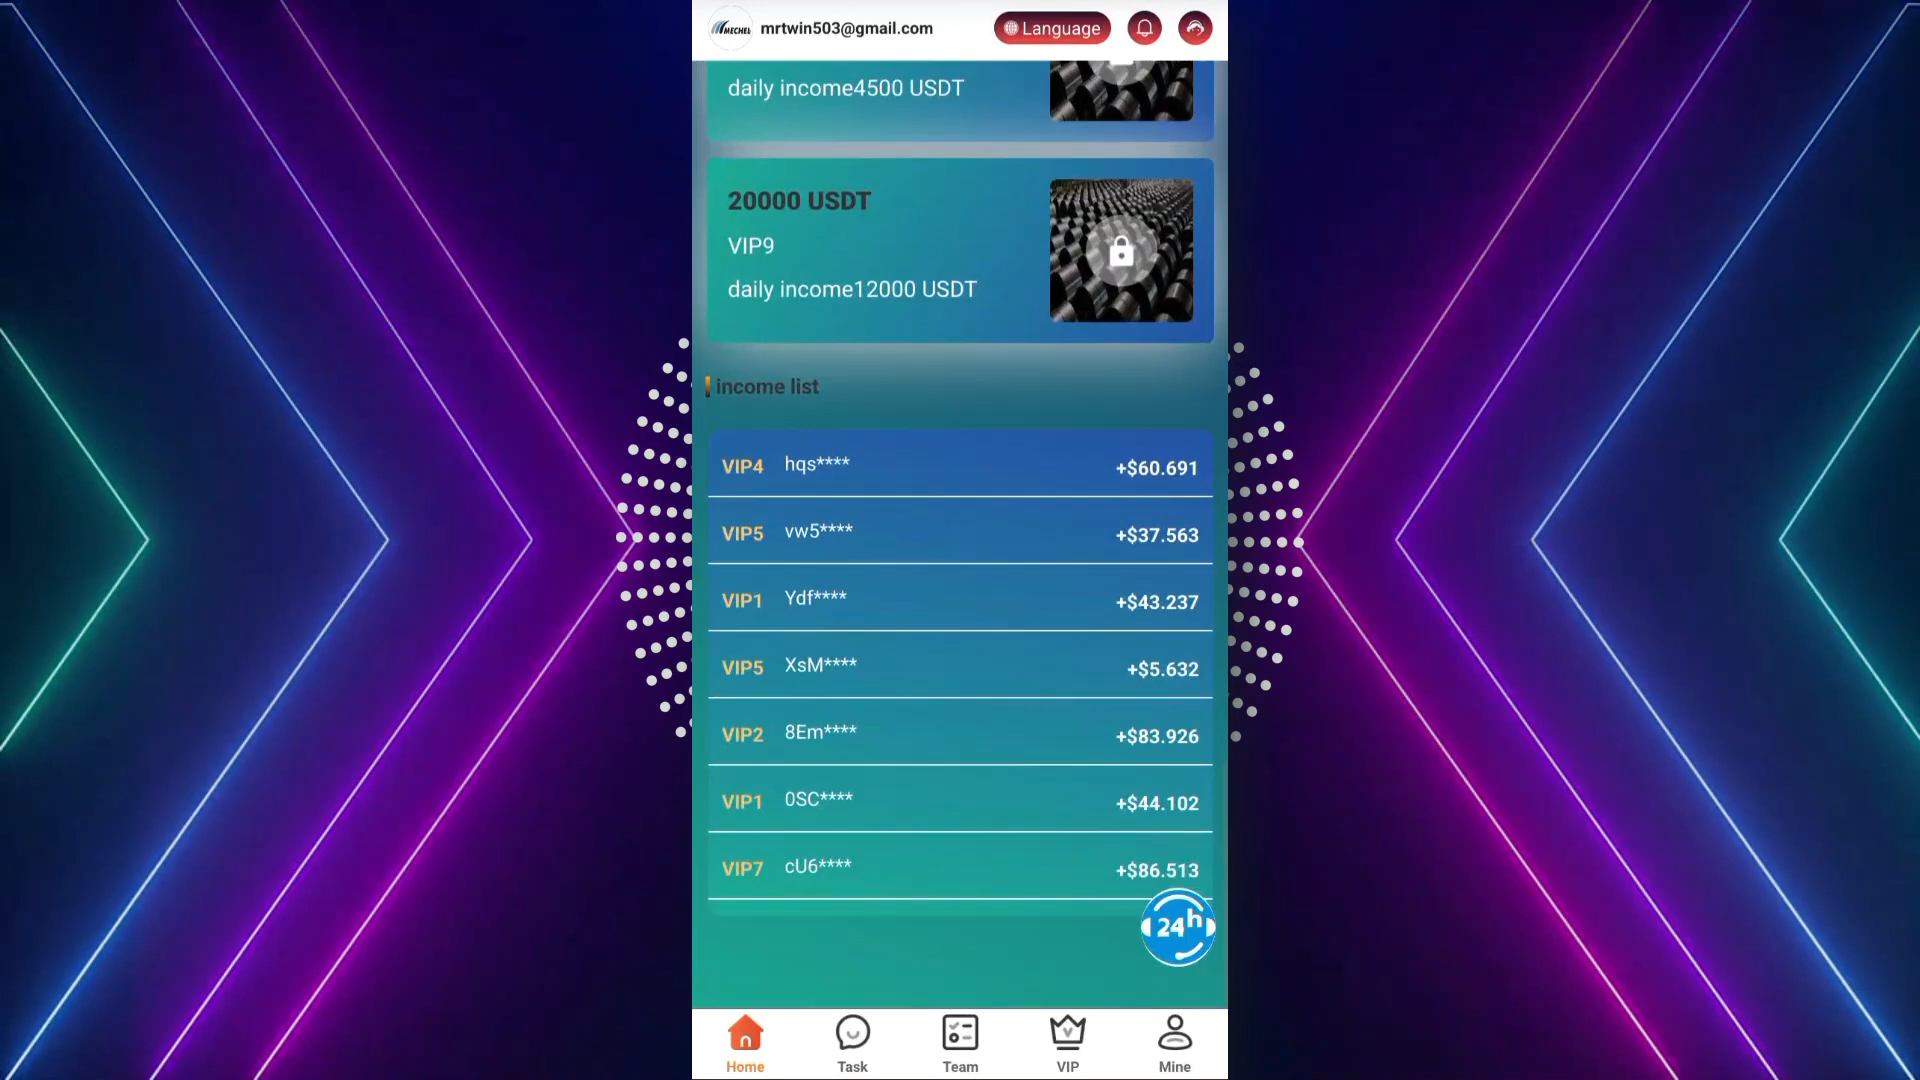 MECHEL mrtwin503@gmail.com Language
daily income4500 USDT
20000 USDT
VIP9
daily income12000 USDT
income list
VIP4 hqs**** +$60.691
VIP5 vw5**** +$37.563
VIP1 Ydf**** +$43.237
VIP5 XsM**** +$5.632
VIP2 8Em**** +$83.926
VIP1 0SC**** +$44.102
VIP7 cU6**** +$86.513
24h
Home Task Team VIP Mine